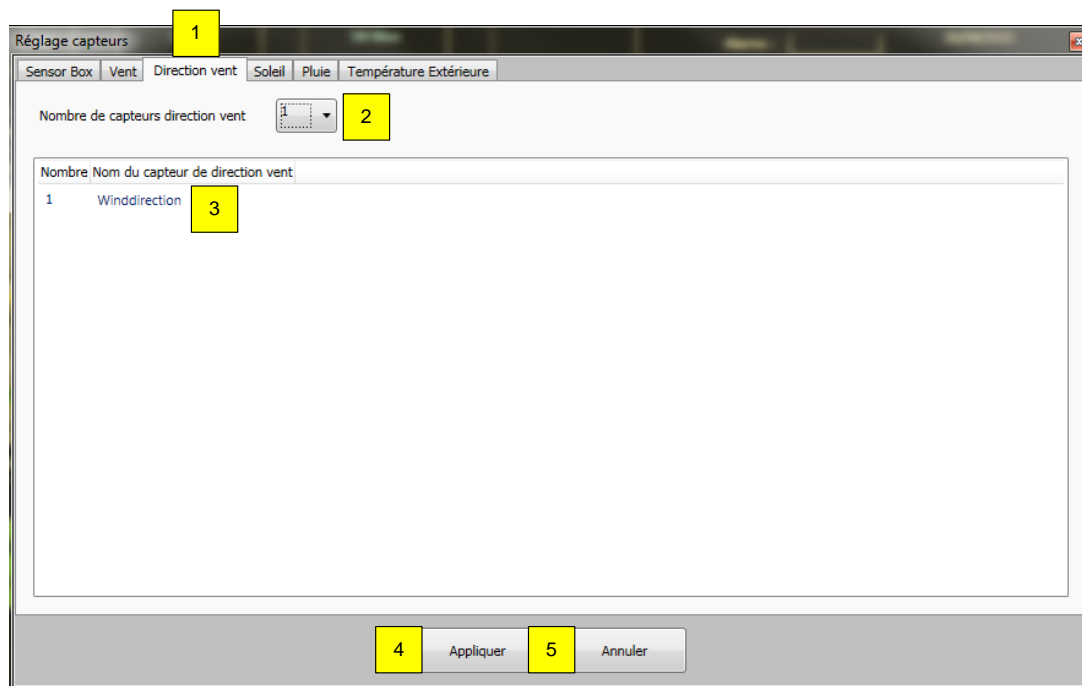 1
Réglage capteurs
Sensor Box Vent Direction vent Soleil Pluie Température Extérieure
Nombre de capteurs direction vent 1 2
Nombre Nom du capteur de direction vent
1 Winddirection 3
4 Appliquer 5 Annuler